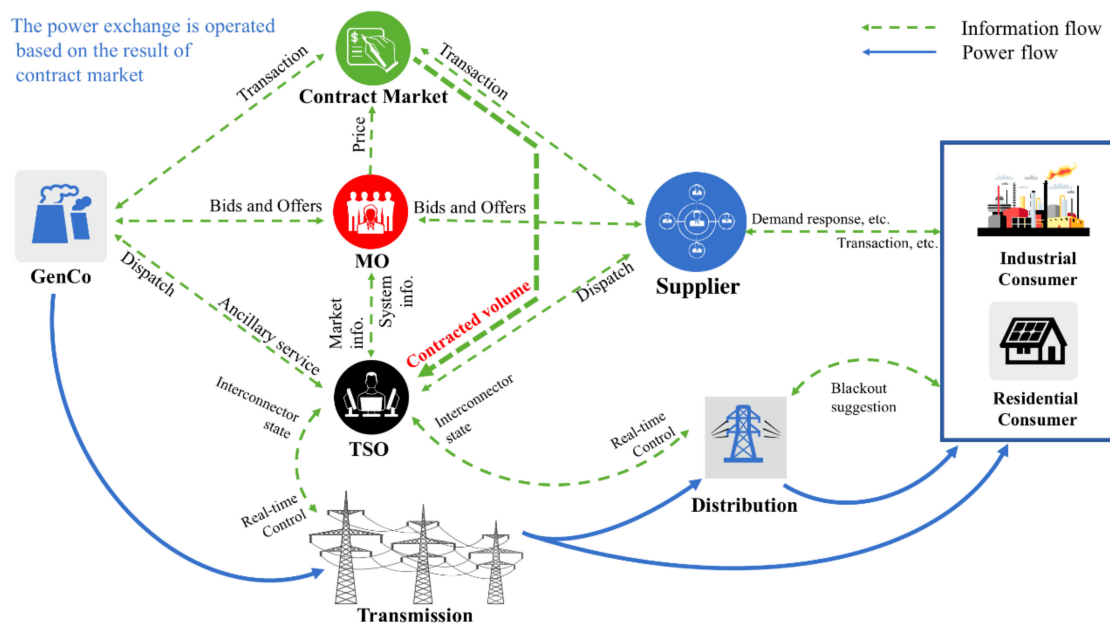 The power exchange is operated
based on the result of
contract market
Information flow
Power flow
Transaction
Transaction
Contract Market
Price
Bids and Offers
Bids and Offers
MO
GenCo
Supplier
Demand response, etc.
Transaction, etc.
Industrial
Consumer
Residential
Consumer
Dispatch
Ancillary service
Market
info.
System
info.
Contracted volume
Dispatch
TSO
Interconnector
state
Interconnector
state
Real-time
Control
Real-time
Control
Blackout
suggestion
Distribution
Transmission